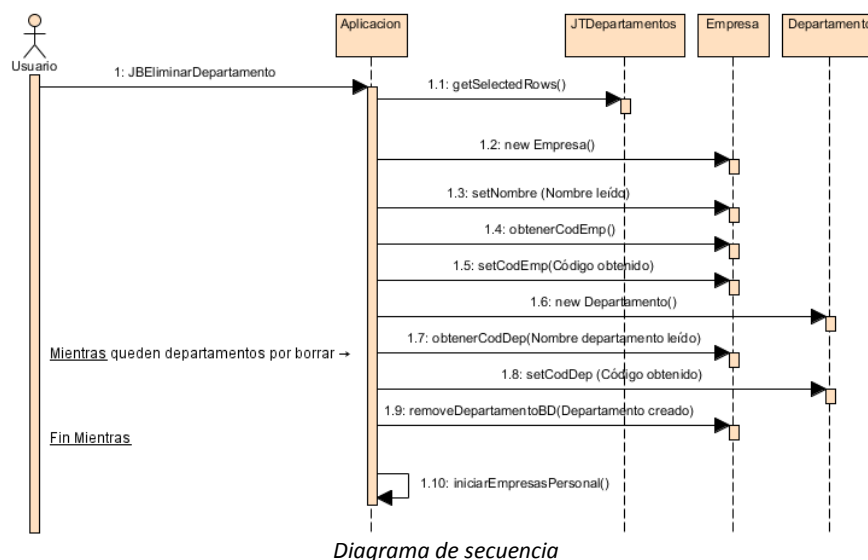 Aplicacion JTDepartamentos Empresa Departamento
Usuario
1: JBEliminarDepartamento
1.1: getSelectedRows()
1.2: new Empresa()
1.3: setNombre (Nombre leído)
1.4: obtenerCodEmp()
1.5: setCodEmp(Código obtenido)
1.6: new Departamento()
1.7: obtenerCodDep(Nombre departamento leído)
Mientras queden departamentos por borrar →
1.8: setCodDep (Código obtenido)
1.9: removeDepartamentoBD(Departamento creado)
Fin Mientras
1.10: iniciarEmpresasPersonal()
Diagrama de secuencia